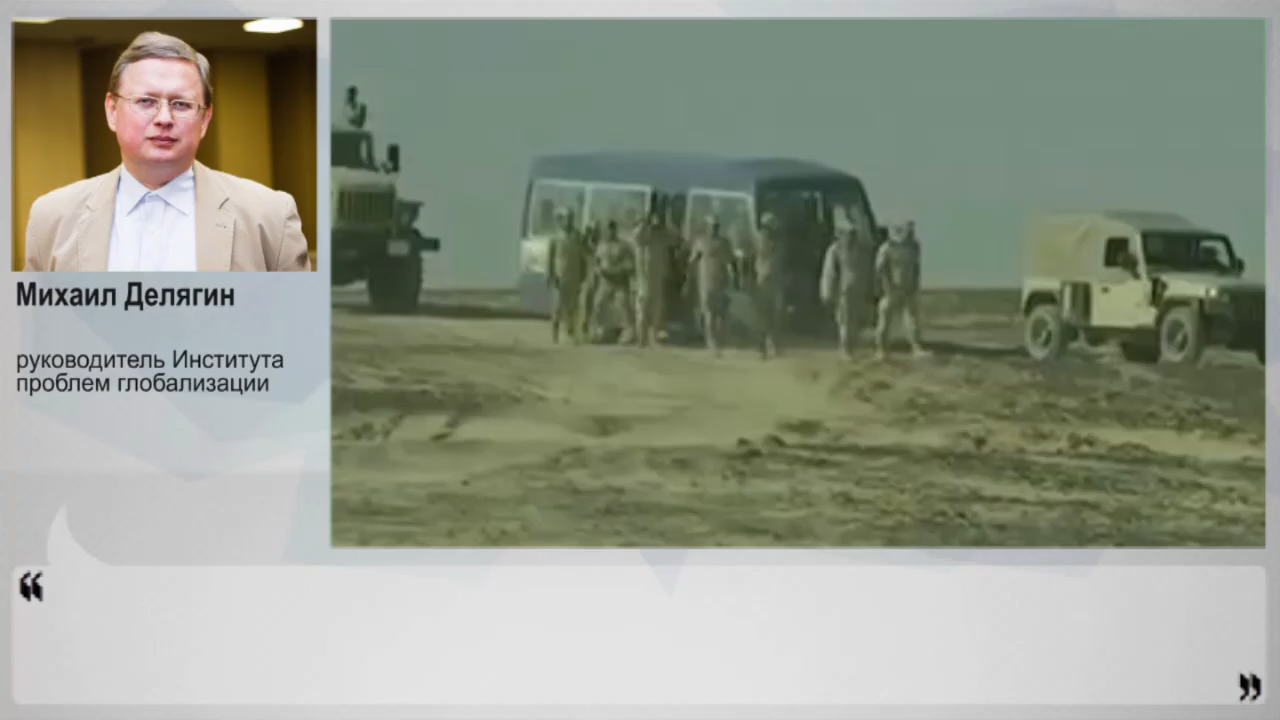 Михаил Делягин
руководитель Института
проблем глобализации
“
”